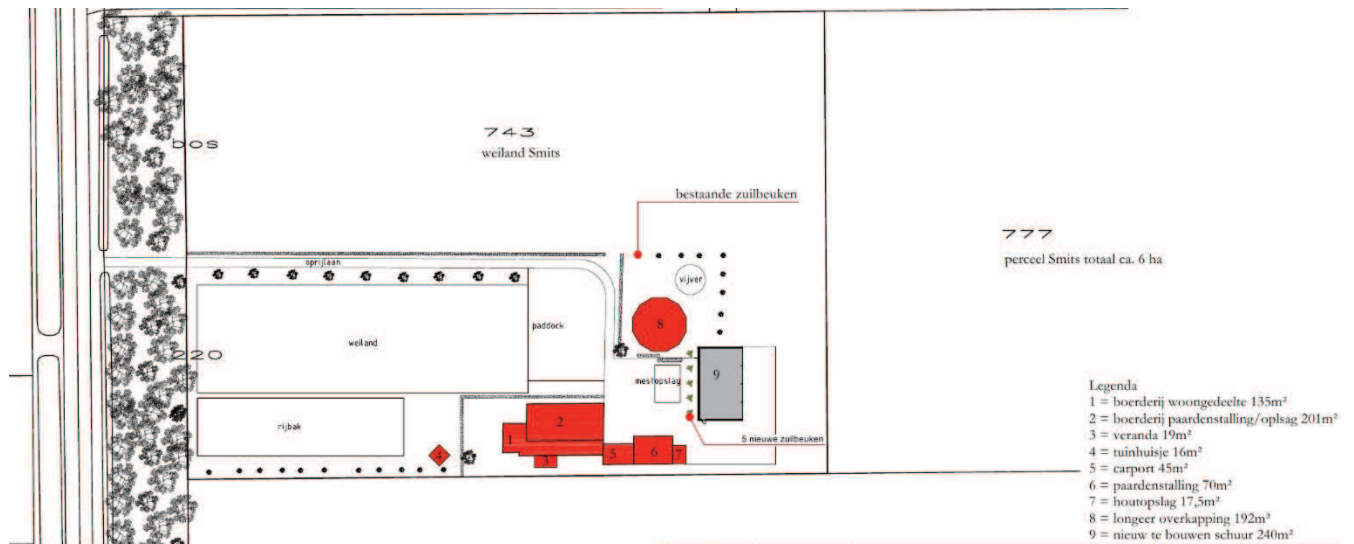 743
weiland Smits
bos
bestaande zuilbeuken
777
perceel Smits totaal ca. 6 ha
oprijlaan
vijver
8
paddock
weiland
220
mestopslag
9
Legenda
1 = boerderij woongedeelte 135m²
2 = boerderij paardenstalling/oplsag 201m²
3 = veranda 19m²
4 = tuinhuisje 16m²
5 = carport 45m²
6 = paardenstalling 70m²
7 = houtopslag 17,5m²
8 = longeer overkapping 192m²
9 = nieuw te bouwen schuur 240m²
rijbak
2
1
3
4
5
6
7
5 nieuwe zuilbeuken